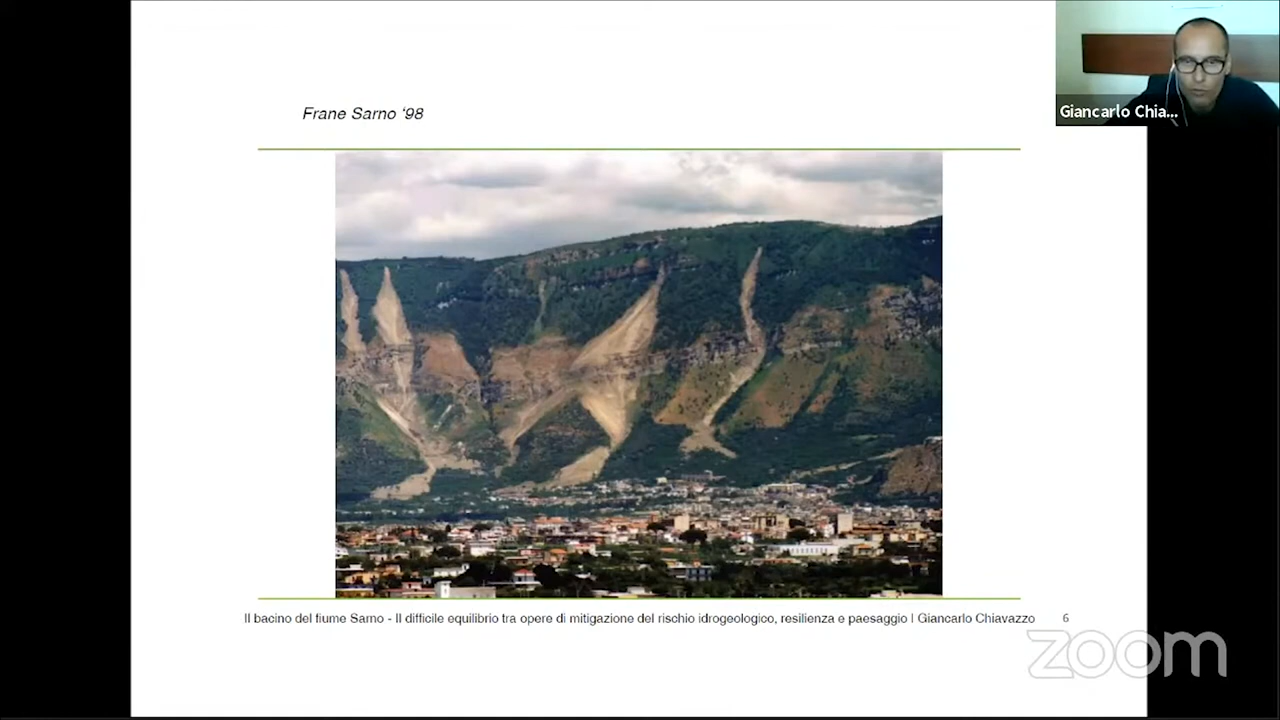 Frane Sarno ‘98
Giancarlo Chia...
Il bacino del fiume Sarno - Il difficile equilibrio tra opere di mitigazione del rischio idrogeologico, resilienza e paesaggio | Giancarlo Chiavazzo 6
zoom